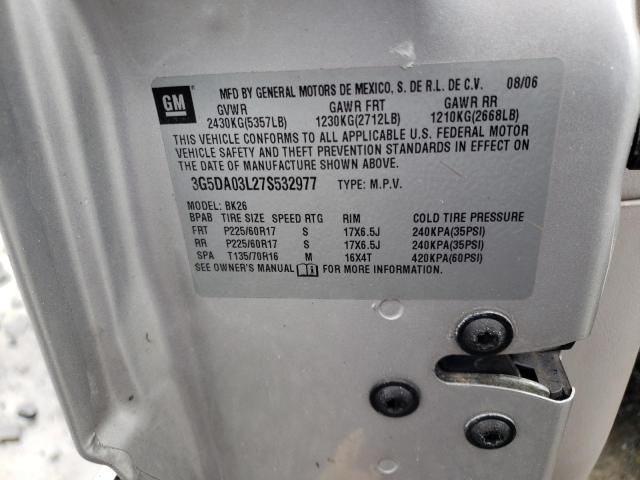 GM
MFD BY GENERAL MOTORS DE MEXICO, S. DE R.L. DE C.V. 08/06
GVWR GAWR FRT GAWR RR
2430KG(5357LB) 1230KG(2712LB) 1210KG(2668LB)
THIS VEHICLE CONFORMS TO ALL APPLICABLE U.S. FEDERAL MOTOR
VEHICLE SAFETY AND THEFT PREVENTION STANDARDS IN EFFECT ON
THE DATE OF MANUFACTURE SHOWN ABOVE.
3G5DA03L27S532977 TYPE: M.P.V.
MODEL: BK26
BPAB TIRE SIZE SPEED RTG RIM COLD TIRE PRESSURE
FRT P225/60R17 S 17X6.5J 240KPA(35PSI)
RR P225/60R17 S 17X6.5J 240KPA(35PSI)
SPA T135/70R16 M 16X4T 420KPA(60PSI)
SEE OWNER'S MANUAL FOR MORE INFORMATION.